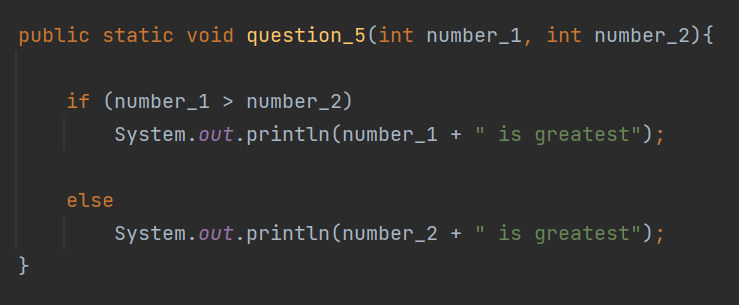 public static void question_5(int number_1, int number_2){
if (number_1 > number_2)
System.out.println(number_1 + " is greatest");
else
System.out.println(number_2 + " is greatest");
}